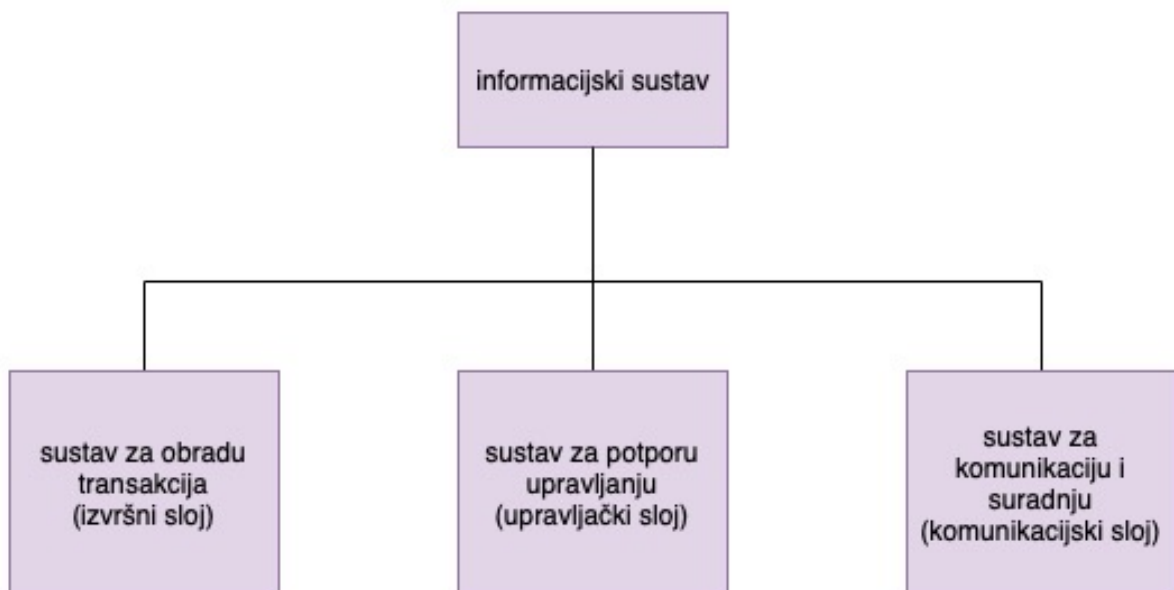 informacijski sustav
sustav za obradu
transakcija
(izvršni sloj)
sustav za potporu
upravljanju
(upravljački sloj)
sustav za
komunikaciju i
suradnju
(komunikacijski sloj)